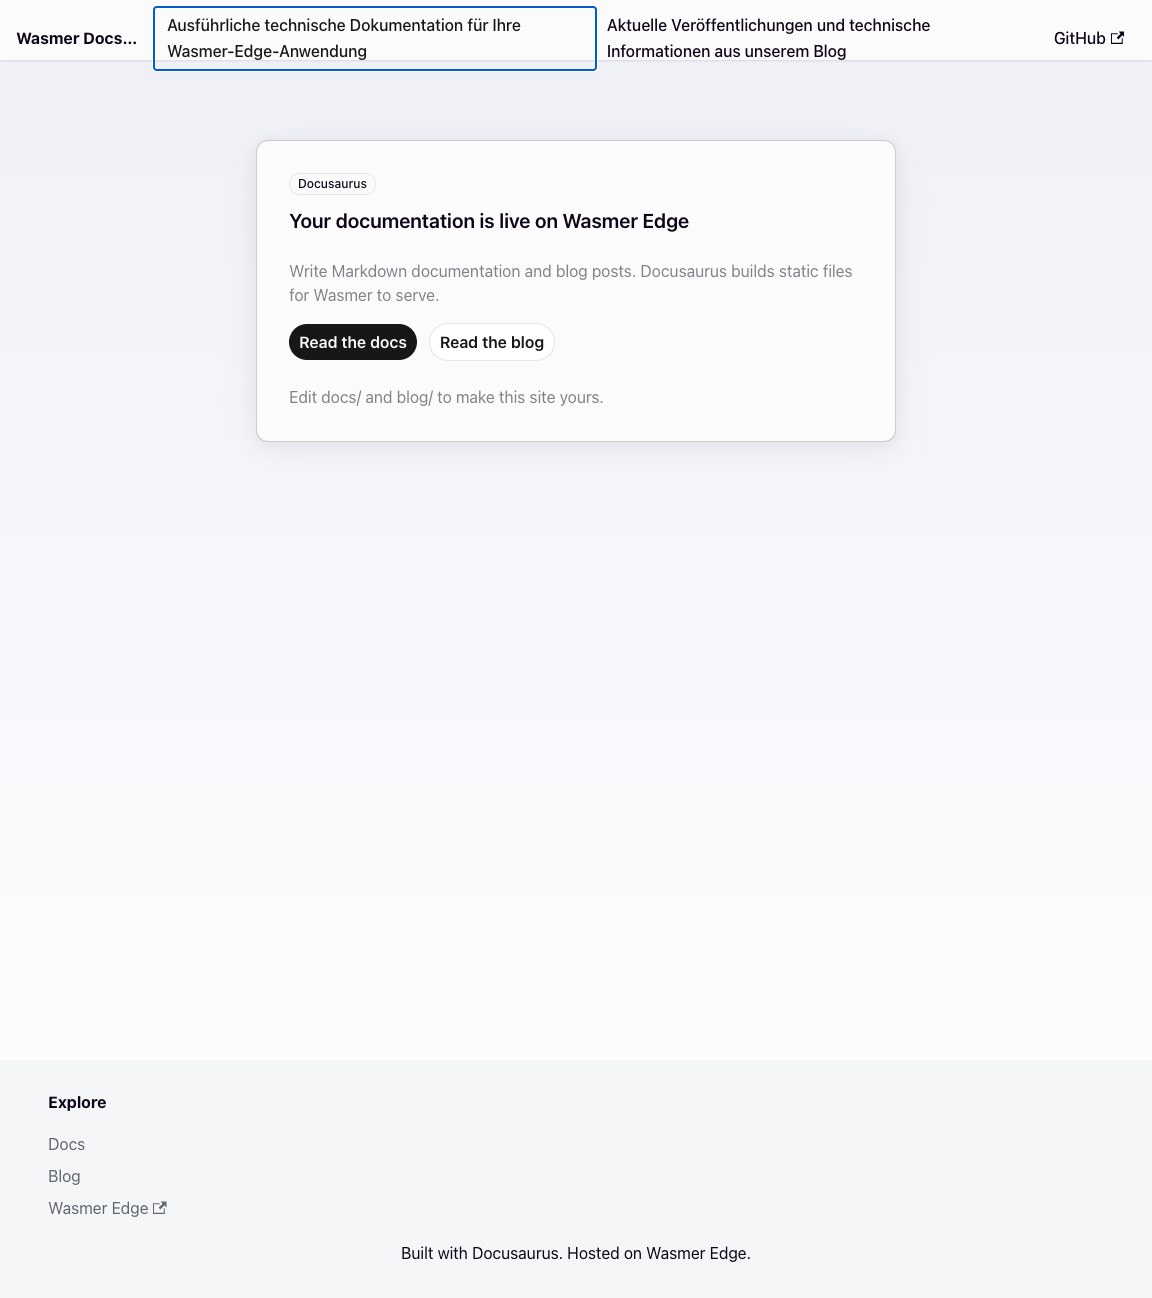 Wasmer Docs...
Ausführliche technische Dokumentation für Ihre
Wasmer-Edge-Anwendung
Aktuelle Veröffentlichungen und technische
Informationen aus unserem Blog
GitHub
Docusaurus
Your documentation is live on Wasmer Edge
Write Markdown documentation and blog posts. Docusaurus builds static files
for Wasmer to serve.
Read the docs
Read the blog
Edit docs/ and blog/ to make this site yours.
Explore
Docs
Blog
Wasmer Edge
Built with Docusaurus. Hosted on Wasmer Edge.